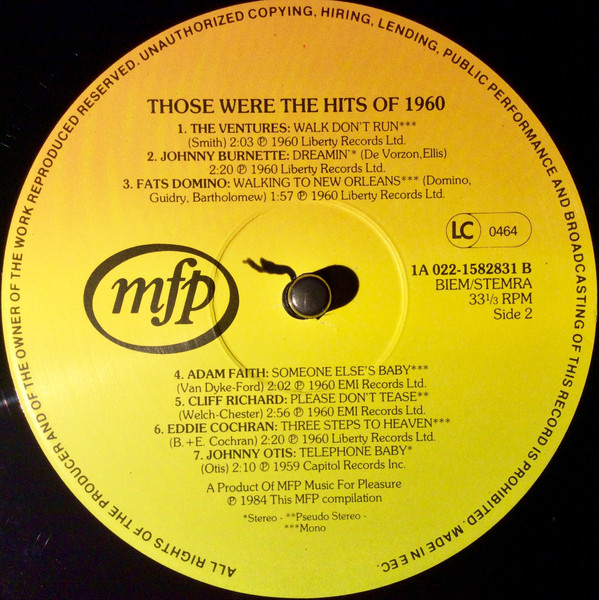 ALL RIGHTS OF THE PRODUCER AND OF THE OWNER OF THE WORK REPRODUCED RESERVED. UNAUTHORIZED COPYING, HIRING, LENDING, PUBLIC PERFORMANCE AND BROADCASTING OF THIS RECORD IS PROHIBITED. MADE IN EEC.
THOSE WERE THE HITS OF 1960
1. THE VENTURES: WALK DON'T RUN***
(Smith) 2:03 ℗ 1960 Liberty Records Ltd.
2. JOHNNY BURNETTE: DREAMIN'* (De Vorzon,Ellis)
2:20 ℗ 1960 Liberty Records Ltd.
3. FATS DOMINO: WALKING TO NEW ORLEANS*** (Domino,
Guidry, Bartholomew) 1:57 ℗ 1960 Liberty Records Ltd.
LC 0464
mfp
1A 022-1582831 B
BIEM/STEMRA
33 1/3 RPM
Side 2
4. ADAM FAITH: SOMEONE ELSE'S BABY***
(Van Dyke-Ford) 2:02 ℗ 1960 EMI Records Ltd.
5. CLIFF RICHARD: PLEASE DON'T TEASE**
(Welch-Chester) 2:56 ℗ 1960 EMI Records Ltd.
6. EDDIE COCHRAN: THREE STEPS TO HEAVEN***
(B.+E. Cochran) 2:20 ℗ 1960 Liberty Records Ltd.
7. JOHNNY OTIS: TELEPHONE BABY*
(Otis) 2:10 ℗ 1959 Capitol Records Inc.
A Product Of MFP Music For Pleasure
℗ 1984 This MFP compilation
*Stereo - **Pseudo Stereo -
***Mono